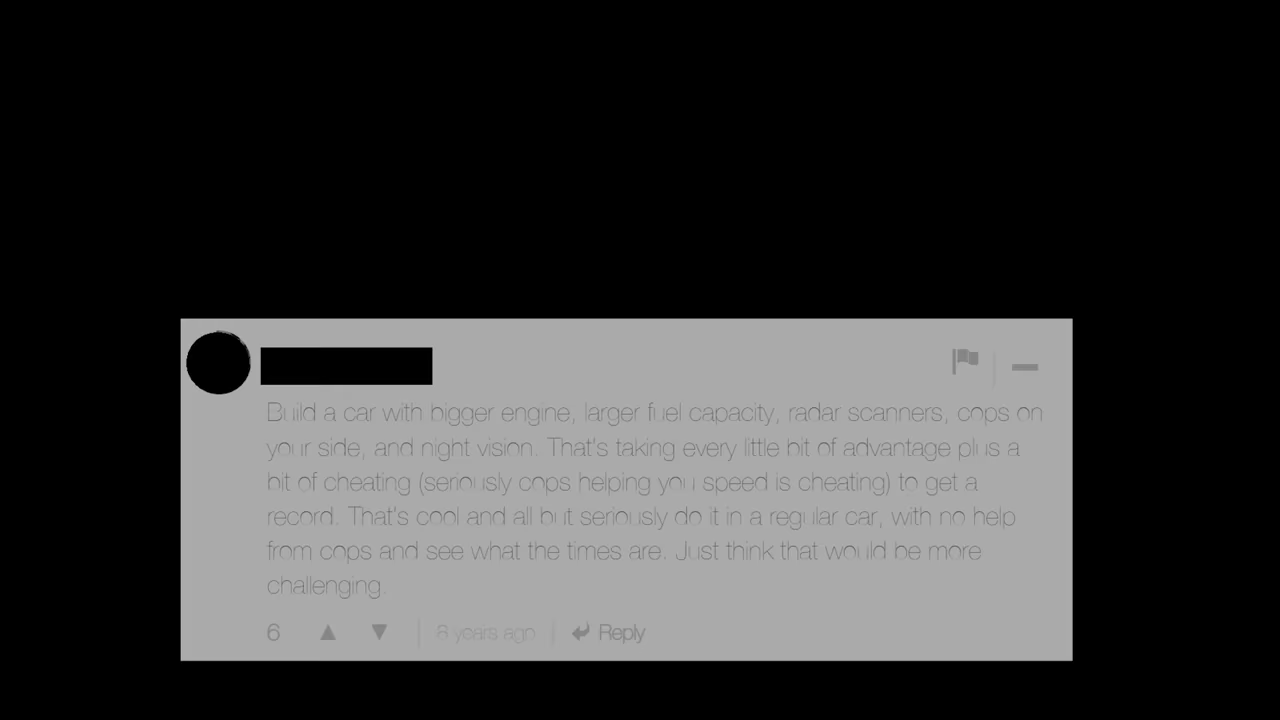 Build a car with bigger engine, larger fuel capacity, radar scanners, cops on
your side, and night vision. That's taking every little bit of advantage plus a
bit of cheating (seriously cops helping you speed is cheating) to get a
record. That's cool and all but seriously do it in a regular car, with no help
from cops and see what the times are. Just think that would be more
challenging.
6 ▲ ▼ | 8 years ago | Reply